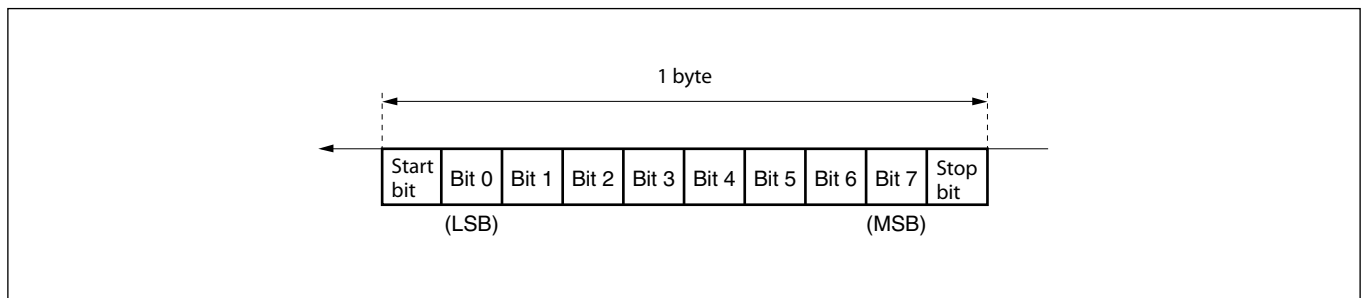 1 byte
Start bit Bit 0 Bit 1 Bit 2 Bit 3 Bit 4 Bit 5 Bit 6 Bit 7 Stop bit
(LSB) (MSB)